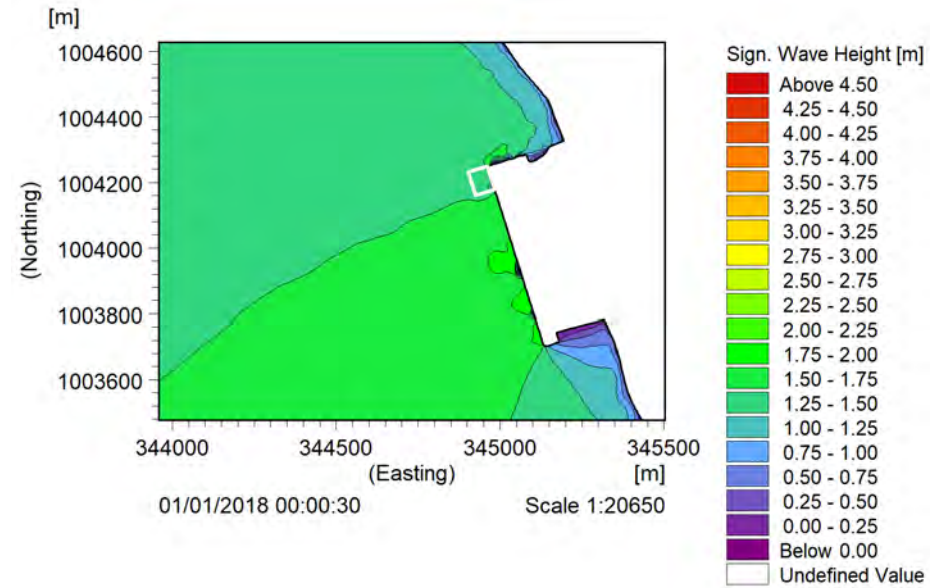 [m]
1004600
1004400
1004200
1004000
1003800
1003600
(Northing)
344000 344500 345000 345500
(Easting) [m]
01/01/2018 00:00:30 Scale 1:20650
Sign. Wave Height [m]
Above 4.50
4.25 - 4.50
4.00 - 4.25
3.75 - 4.00
3.50 - 3.75
3.25 - 3.50
3.00 - 3.25
2.75 - 3.00
2.50 - 2.75
2.25 - 2.50
2.00 - 2.25
1.75 - 2.00
1.50 - 1.75
1.25 - 1.50
1.00 - 1.25
0.75 - 1.00
0.50 - 0.75
0.25 - 0.50
0.00 - 0.25
Below 0.00
Undefined Value